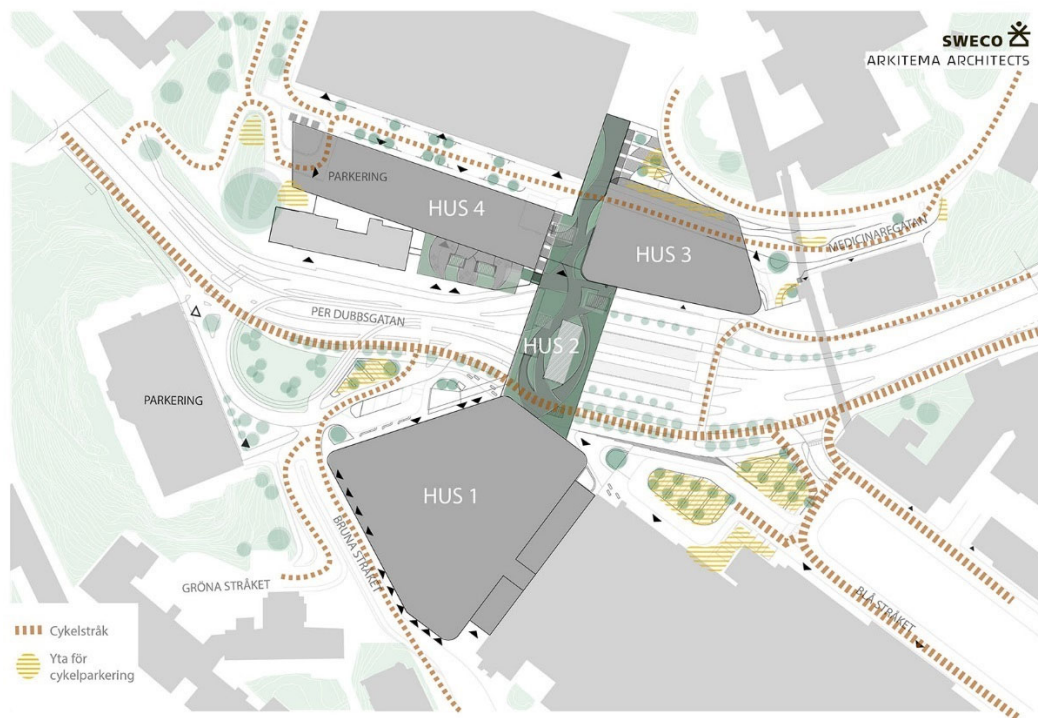 SWECO
ARKITEMA ARCHITECTS
PARKERING
HUS 4
HUS 3
MEDICINAREGATAN
PER DUBBSGATAN
HUS 2
PARKERING
HUS 1
BRUNA STRÅKET
GRÖNA STRÅKET
BLÅ STRÅKET
Cykelstråk
Yta för
cykelparkering